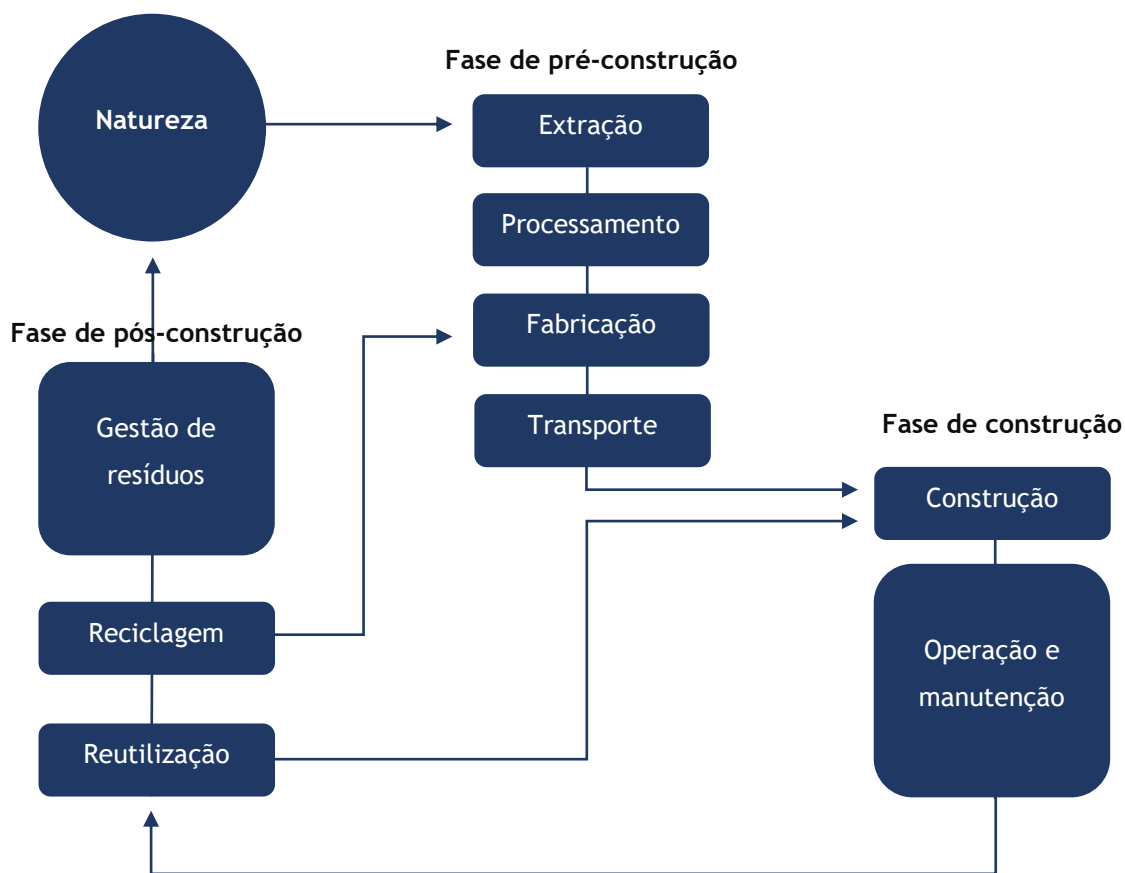 Natureza
Fase de pré-construção
Extração
Processamento
Fabricação
Transporte
Fase de construção
Construção
Operação e
manutenção
Fase de pós-construção
Gestão de
resíduos
Reciclagem
Reutilização